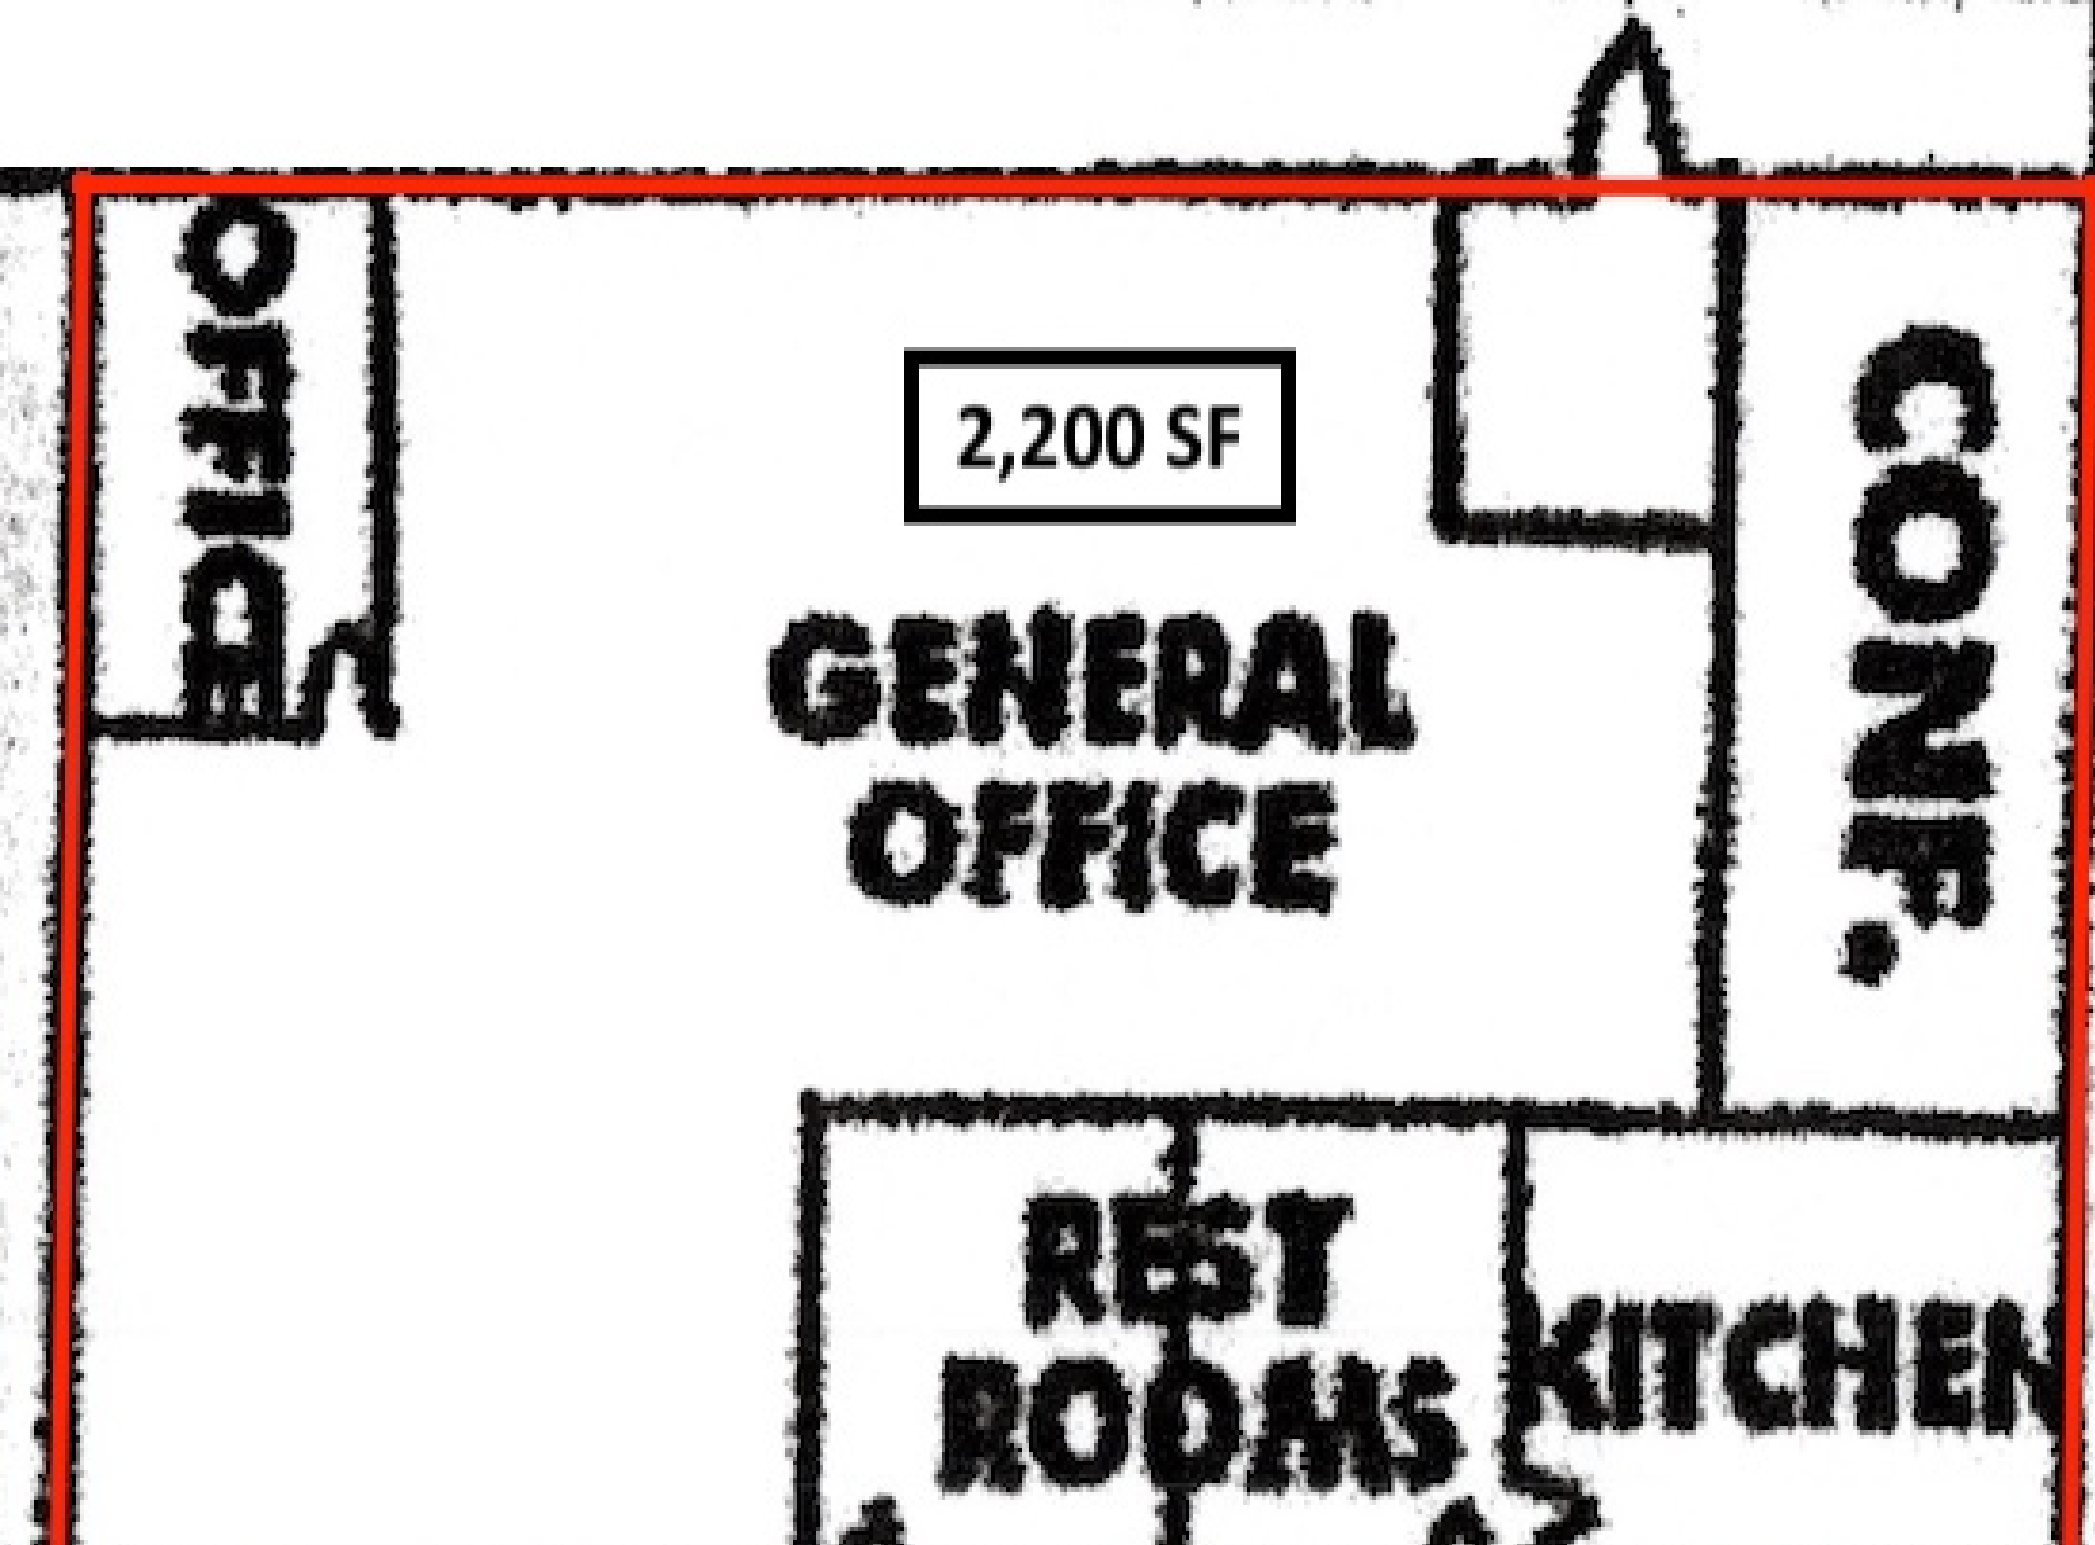 OFFICE
2,200 SF
GENERAL
OFFICE
CONF.
REST
ROOMS
KITCHEN